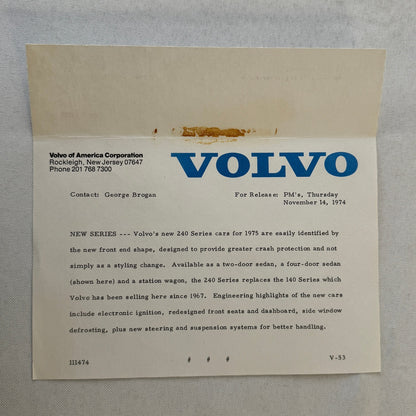 Volvo of America Corporation
Rockleigh, New Jersey 07647
Phone 201 768 7300
VOLVO
Contact: George Brogan
For Release: PM's, Thursday
November 14, 1974
NEW SERIES --- Volvo's new 240 Series cars for 1975 are easily identified by
the new front end shape, designed to provide greater crash protection and not
simply as a styling change. Available as a two-door sedan, a four-door sedan
(shown here) and a station wagon, the 240 Series replaces the 140 Series which
Volvo has been selling here since 1967. Engineering highlights of the new cars
include electronic ignition, redesigned front seats and dashboard, side window
defrosting, plus new steering and suspension systems for better handling.
111474
# # #
V-53